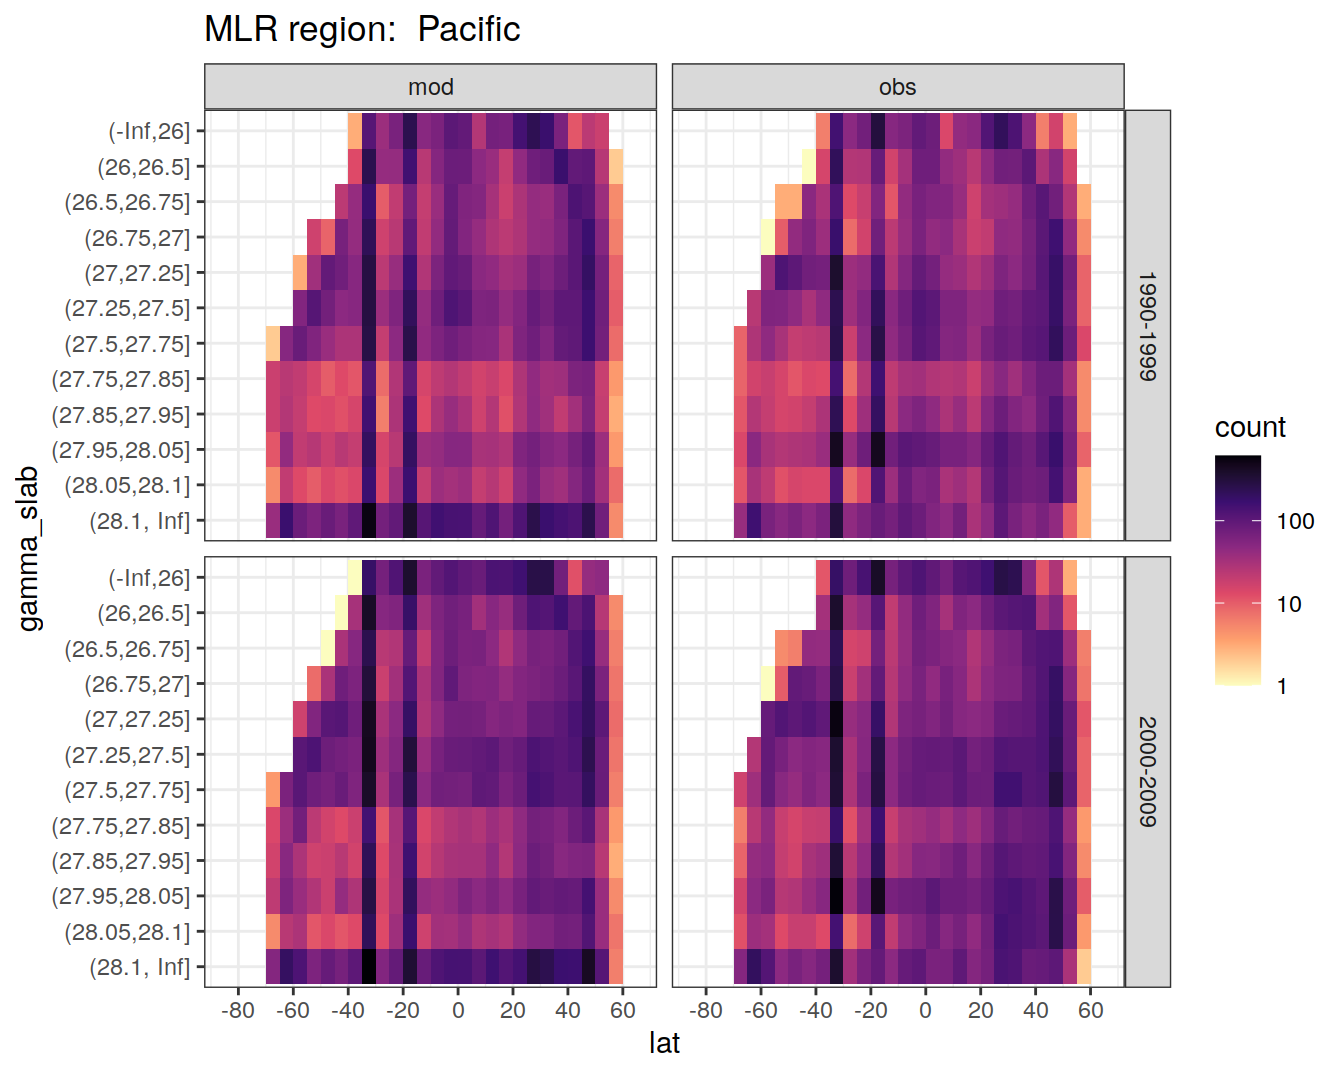 MLR region:  Pacific
mod
obs
(-Inf,26]
(26,26.5]
(26.5,26.75]
(26.75,27]
(27,27.25]
(27.25,27.5]
(27.5,27.75]
(27.75,27.85]
(27.85,27.95]
(27.95,28.05]
(28.05,28.1]
(28.1, Inf]
1990-1999
(-Inf,26]
(26,26.5]
(26.5,26.75]
(26.75,27]
(27,27.25]
(27.25,27.5]
(27.5,27.75]
(27.75,27.85]
(27.85,27.95]
(27.95,28.05]
(28.05,28.1]
(28.1, Inf]
2000-2009
gamma_slab
-80 -60 -40 -20 0 20 40 60
-80 -60 -40 -20 0 20 40 60
lat
count
100
10
1